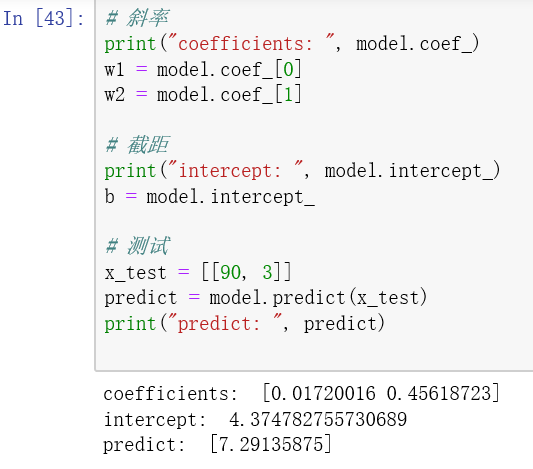 In [43]:
# 斜率
print("coefficients: ", model.coef_)
w1 = model.coef_[0]
w2 = model.coef_[1]
# 截距
print("intercept: ", model.intercept_)
b = model.intercept_
# 测试
x_test = [[90, 3]]
predict = model.predict(x_test)
print("predict: ", predict)
coefficients:  [0.01720016 0.45618723]
intercept:  4.374782755730689
predict:  [7.29135875]